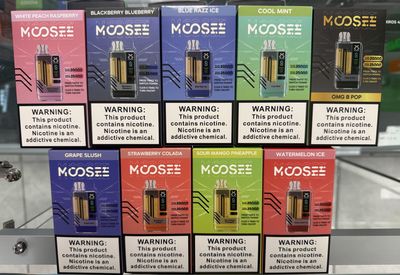 WHITE PEACH RASPBERRY
MOOSEE
WARNING:
This product
contains nicotine.
Nicotine is an
addictive chemical.
BLACKBERRY BLUEBERRY
MOOSEE
WARNING:
This product
contains nicotine.
Nicotine is an
addictive chemical.
BLUE RAZZ ICE
MOOSEE
WARNING:
This product
contains nicotine.
Nicotine is an
addictive chemical.
COOL MINT
MOOSEE
WARNING:
This product
contains nicotine.
Nicotine is an
addictive chemical.
MOOSEE
OMG B POP
WARNING:
This product
contains nicotine.
Nicotine is an
addictive chemical.
GRAPE SLUSH
MOOSEE
WARNING:
This product
contains nicotine.
Nicotine is an
addictive chemical.
STRAWBERRY COLADA
MOOSEE
WARNING:
This product
contains nicotine.
Nicotine is an
addictive chemical.
SOUR MANGO PINEAPPLE
MOOSEE
WARNING:
This product
contains nicotine.
Nicotine is an
addictive chemical.
WATERMELON ICE
MOOSEE
WARNING:
This product
contains nicotine.
Nicotine is an
addictive chemical.